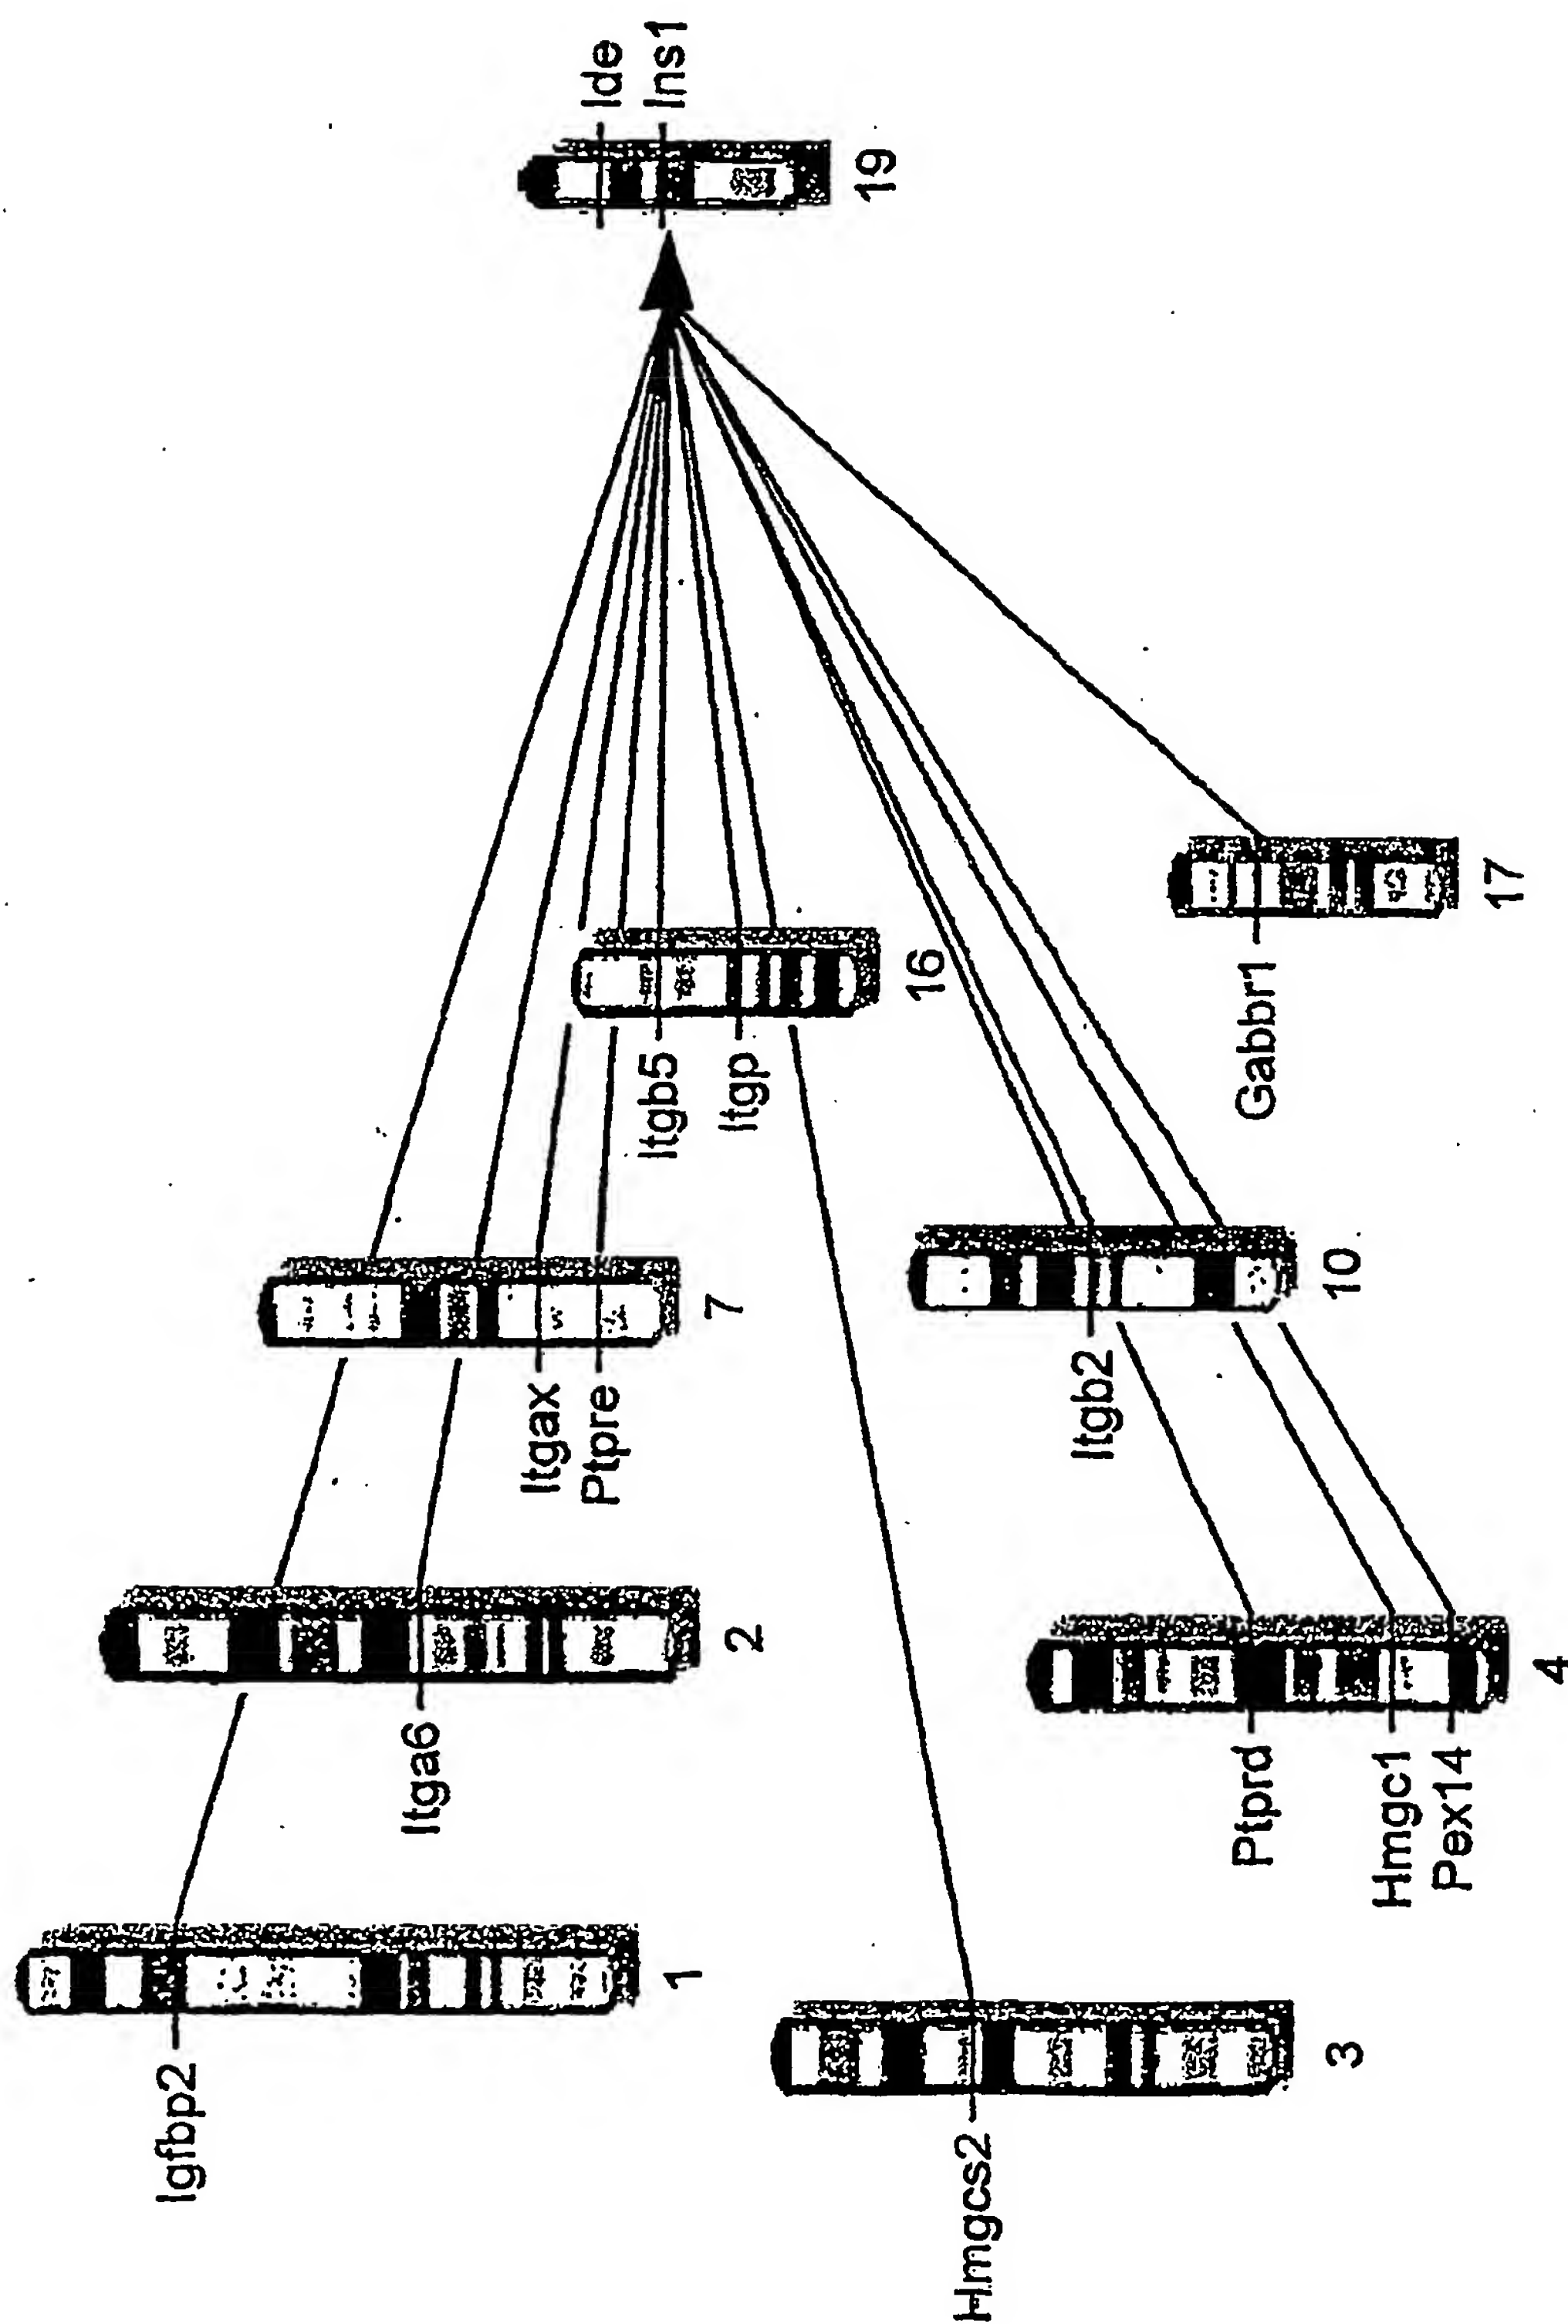 Ide
Ins1
19
Gabbr1
17
Itgb5
Itgp
16
Itgax
Ptpre
7
Itgb2
10
Itga6
2
Ptprd
Hmgc1
Pex14
4
Igfbp2
1
Hmgcs2
3